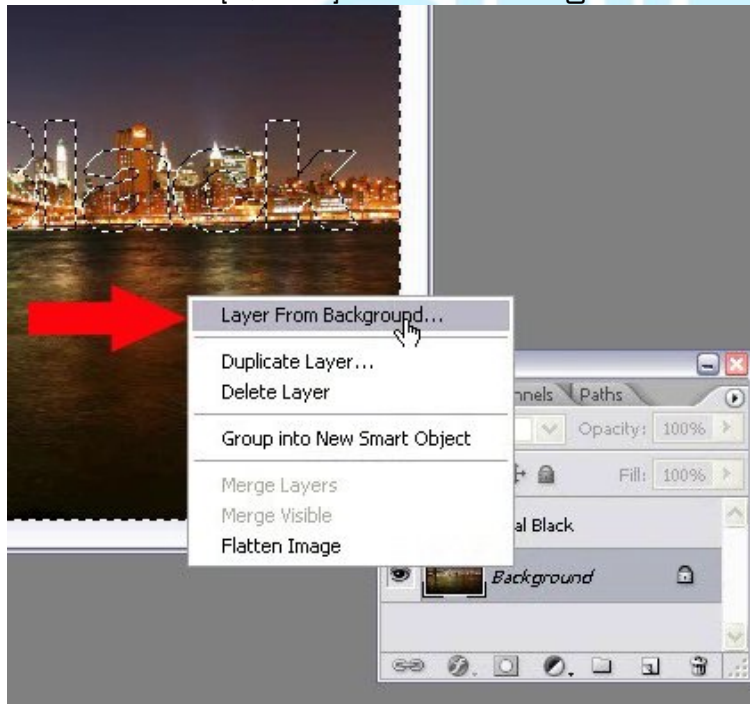 Black
Layer From Background...
Duplicate Layer...
Delete Layer
Group into New Smart Object
Merge Layers
Merge Visible
Flatten Image
Paths
Opacity: 100%
Fill: 100%
Black
Background